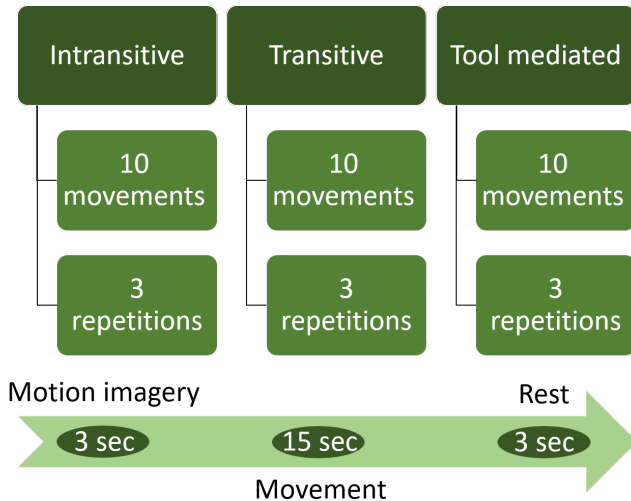 Intransitive
Transitive
Tool mediated
10
movements
10
movements
10
movements
3
repetitions
3
repetitions
3
repetitions
Motion imagery
Rest
3 sec
15 sec
3 sec
Movement